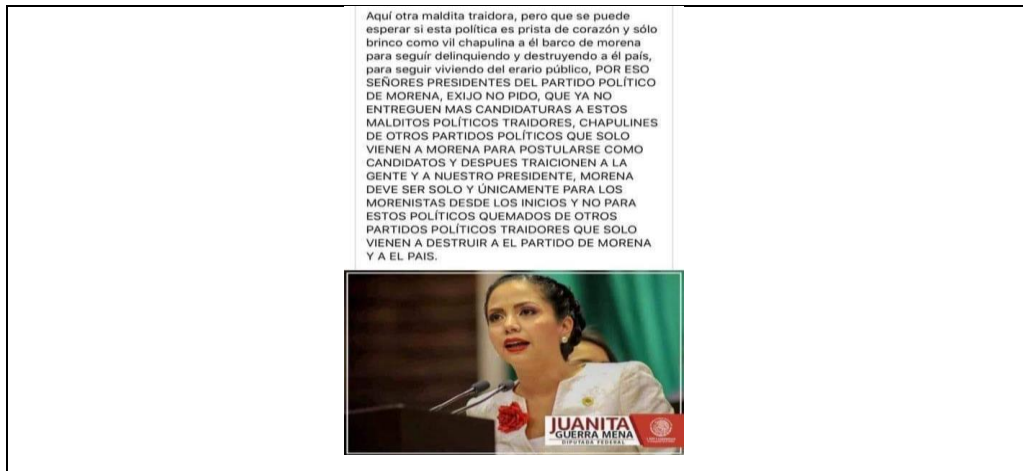 Aquí otra maldita traidora, pero que se puede
esperar si esta política es prista de corazón y sólo
brinco como vil chapulina a él barco de morena
para seguír delinquiendo y destruyendo a él país,
para seguir viviendo del erario público, POR ESO
SEÑORES PRESIDENTES DEL PARTIDO POLÍTICO
DE MORENA, EXIJO NO PIDO, QUE YA NO
ENTREGUEN MAS CANDIDATURAS A ESTOS
MALDITOS POLÍTICOS TRAIDORES, CHAPULINES
DE OTROS PARTIDOS POLÍTICOS QUE SOLO
VIENEN A MORENA PARA POSTULARSE COMO
CANDIDATOS Y DESPUES TRAICIONEN A LA
GENTE Y A NUESTRO PRESIDENTE, MORENA
DEVE SER SOLO Y ÚNICAMENTE PARA LOS
MORENISTAS DESDE LOS INICIOS Y NO PARA
ESTOS POLÍTICOS QUEMADOS DE OTROS
PARTIDOS POLÍTICOS TRAIDORES QUE SOLO
VIENEN A DESTRUIR A EL PARTIDO DE MORENA
Y A EL PAIS.
JUANITA
GUERRA MENA
DIPUTADA FEDERAL